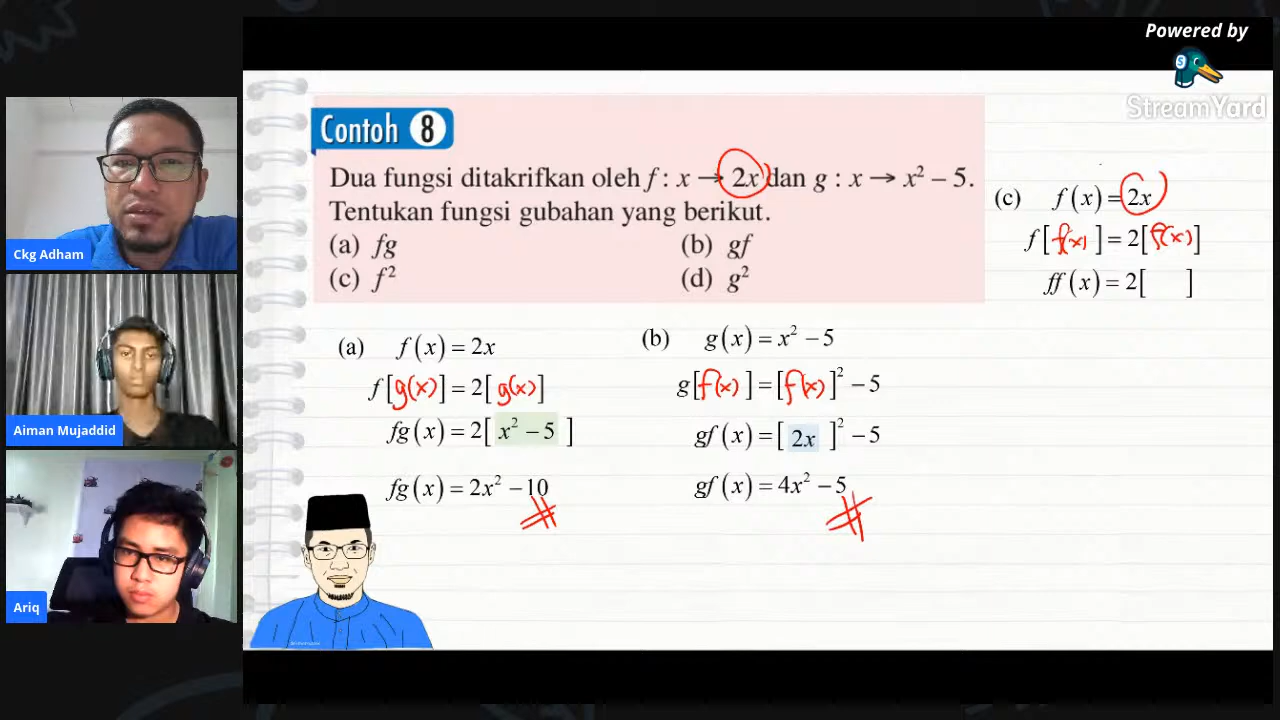 Powered by
StreamYard
Contoh 8
Dua fungsi ditakrifkan oleh f : x → 2x dan g : x → x² – 5.
Tentukan fungsi gubahan yang berikut.
(a) fg
(b) gf
(c) f²
(d) g²
(a) f(x) = 2x
f[g(x)] = 2[g(x)]
fg(x) = 2[x² – 5]
fg(x) = 2x² – 10
(b) g(x) = x² – 5
g[f(x)] = [f(x)]² – 5
gf(x) = [2x]² – 5
gf(x) = 4x² – 5
(c) f(x) = 2x
f[f(x)] = 2[f(x)]
ff(x) = 2[ ]
Ckg Adham
Aiman Mujaddid
Ariq